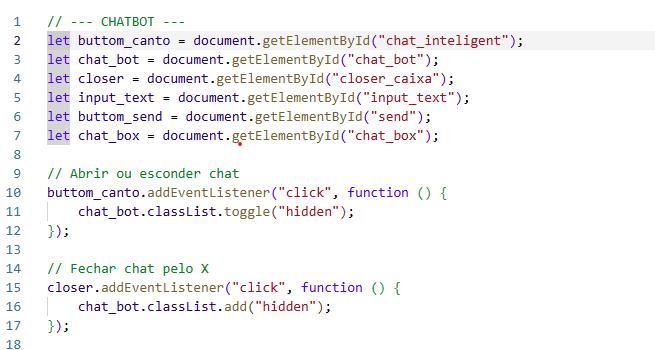 1 // --- CHATBOT ---
2 let buttom_canto = document.getElementById("chat_inteligent");
3 let chat_bot = document.getElementById("chat_bot");
4 let closer = document.getElementById("closer_caixa");
5 let input_text = document.getElementById("input_text");
6 let buttom_send = document.getElementById("send");
7 let chat_box = document.getElementById("chat_box");
8
9 // Abrir ou esconder chat
10 buttom_canto.addEventListener("click", function () {
11     chat_bot.classList.toggle("hidden");
12 });
13
14 // Fechar chat pelo X
15 closer.addEventListener("click", function () {
16     chat_bot.classList.add("hidden");
17 });
18